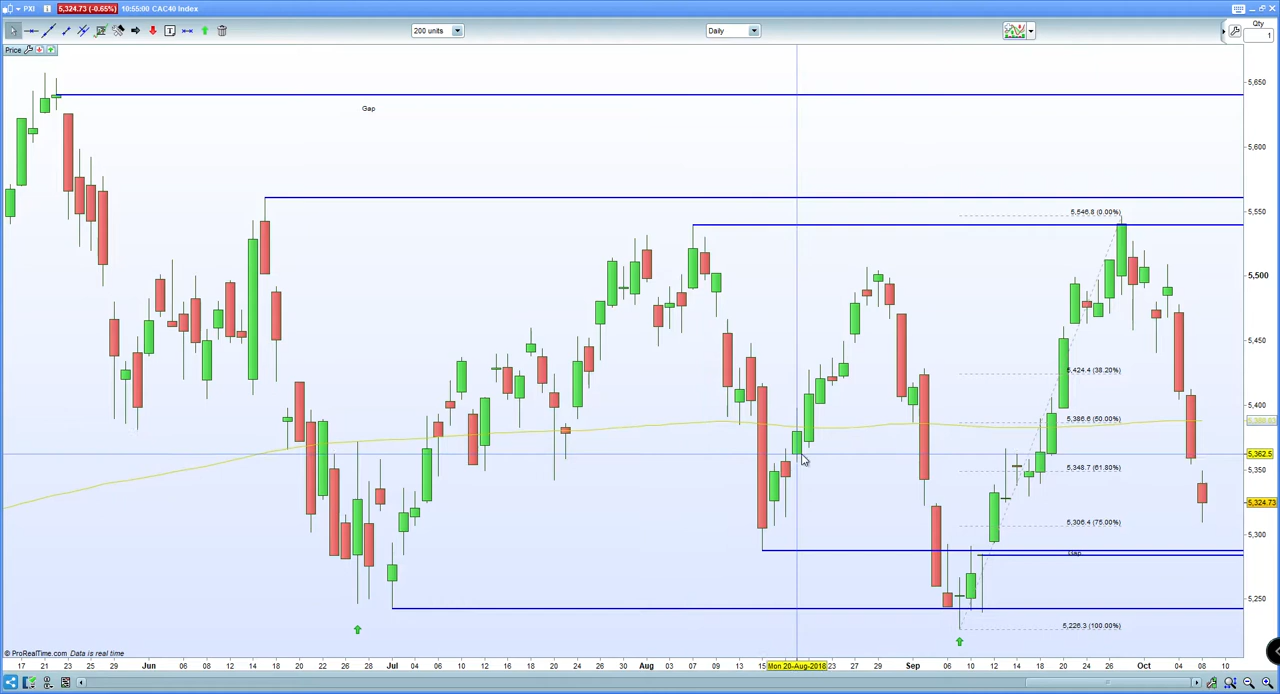 PXI 5,324.73 (-0.65%) 10:55:00 CAC40 Index
200 units Daily Qty
1
Price
5,650
Gap
5,600
5,546.8 (0.00%)
5,550
5,500
5,450
5,424.4 (38.20%)
5,400
5,386.6 (50.00%)
5,362.5
5,348.7 (61.80%)
5,350
5,324.73
5,306.4 (75.00%)
5,300
Gap
5,250
5,226.3 (100.00%)
© ProRealTime.com Data is real time
17 21 23 25 29 Jun 06 08 12 14 18 20 22 26 28 Jul 04 06 10 12 16 18 20 24 26 30 Aug 03 07 09 13 15 Mon 20-Aug-2018 23 27 29 Sep 06 10 12 14 18 20 24 26 Oct 04 08 10 12